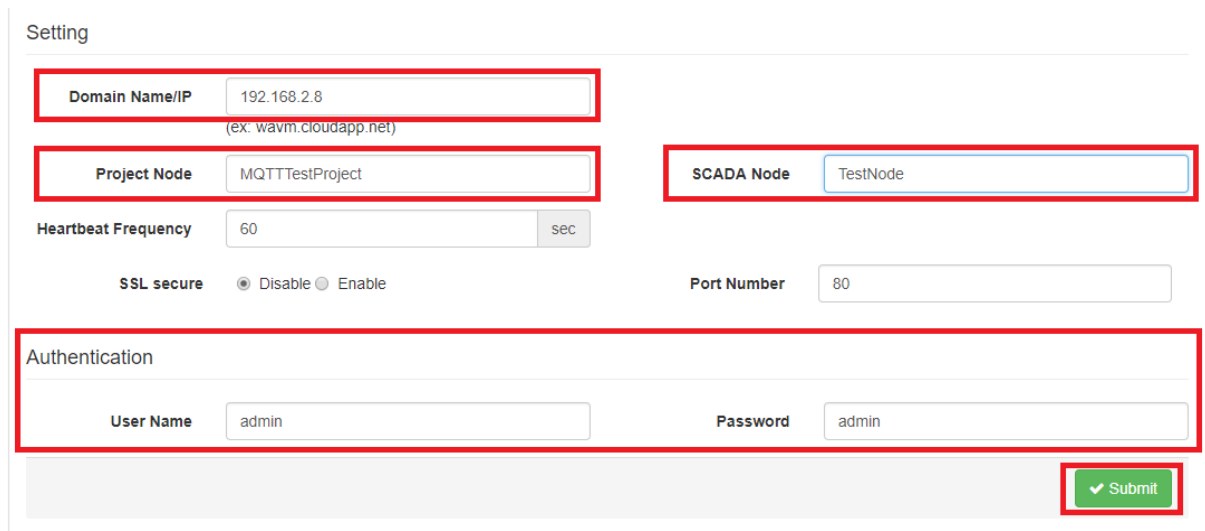 Setting
Domain Name/IP 192.168.2.8
(ex: wavm.cloudapp.net)
Project Node MQTTTestProject SCADA Node TestNode
Heartbeat Frequency 60 sec
SSL secure Disable Enable Port Number 80
Authentication
User Name admin Password admin
Submit